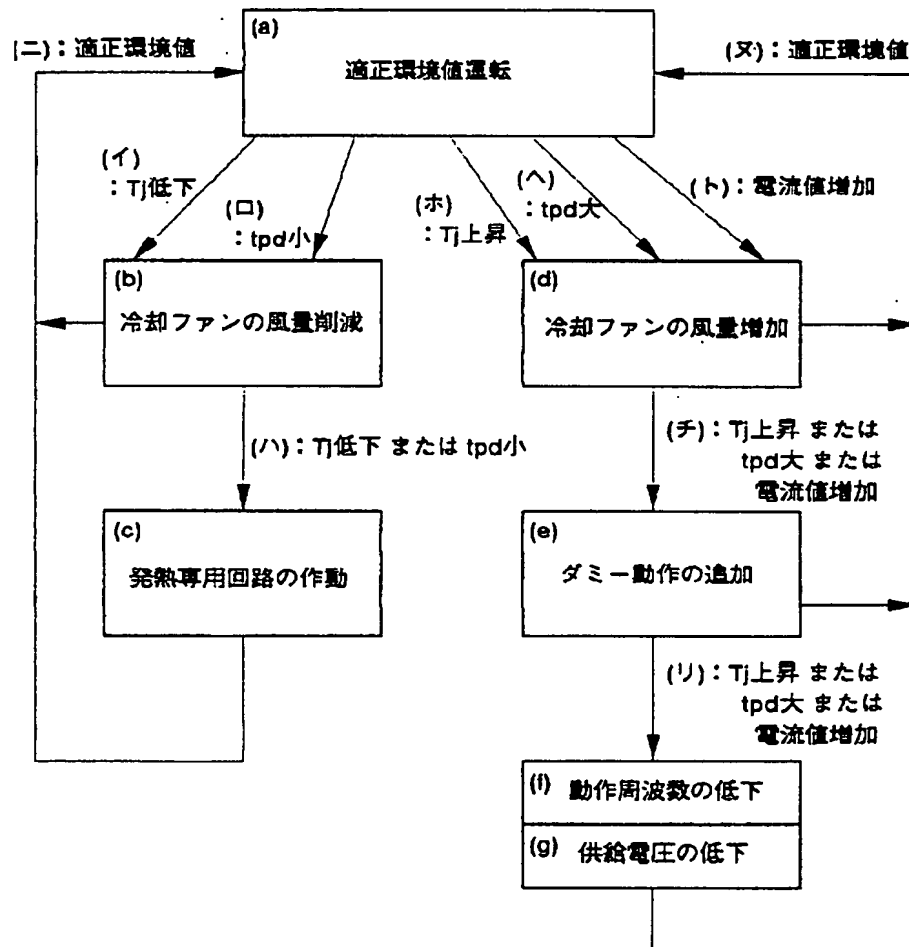 (a)
適正環境値運転
(ニ)：適正環境値
(ヌ)：適正環境値
(イ)
：Tj低下
(ロ)
：tpd小
(ホ)
：Tj上昇
(ヘ)
：tpd大
(ト)：電流値増加
(b)
冷却ファンの風量削減
(d)
冷却ファンの風量増加
(ハ)：Tj低下 または tpd小
(チ)：Tj上昇 または
tpd大 または
電流値増加
(c)
発熱専用回路の作動
(e)
ダミー動作の追加
(リ)：Tj上昇 または
tpd大 または
電流値増加
(f) 動作周波数の低下
(g) 供給電圧の低下